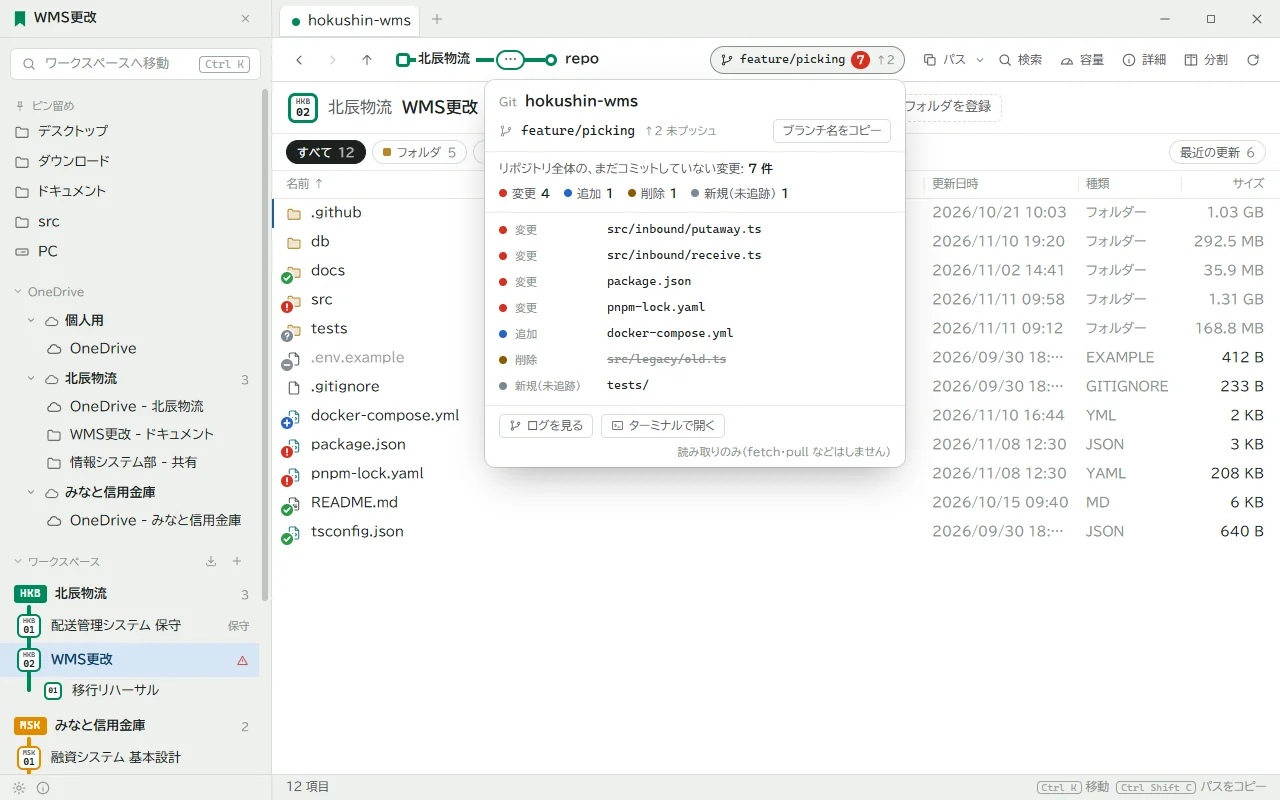 WMS更改
hokushin-wms
ワークスペースへ移動 Ctrl K
ピン留め
デスクトップ
ダウンロード
ドキュメント
src
PC
OneDrive
個人用
OneDrive
北辰物流 3
OneDrive - 北辰物流
WMS更改 - ドキュメント
情報システム部 - 共有
みなと信用金庫
OneDrive - みなと信用金庫
ワークスペース
HKB 北辰物流 3
HKB 01 配送管理システム 保守 保守
HKB 02 WMS更改
01 移行リハーサル
MSK みなと信用金庫 2
MSK 01 融資システム 基本設計
北辰物流 … repo
feature/picking 7 ↑2
パス 検索 容量 詳細 分割
HKB 02 北辰物流 WMS更改
フォルダを登録
すべて 12 フォルダ 5
最近の更新 6
名前 ↑ 更新日時 種類 サイズ
.github 2026/10/21 10:03 フォルダー 1.03 GB
db 2026/11/10 19:20 フォルダー 292.5 MB
docs 2026/11/02 14:41 フォルダー 35.9 MB
src 2026/11/11 09:58 フォルダー 1.31 GB
tests 2026/11/11 09:12 フォルダー 168.8 MB
.env.example 2026/09/30 18:… EXAMPLE 412 B
.gitignore 2026/09/30 18:… GITIGNORE 233 B
docker-compose.yml 2026/11/10 16:44 YML 2 KB
package.json 2026/11/08 12:30 JSON 3 KB
pnpm-lock.yaml 2026/11/08 12:30 YAML 208 KB
README.md 2026/10/15 09:40 MD 6 KB
tsconfig.json 2026/09/30 18:… JSON 640 B
Git hokushin-wms
feature/picking ↑2 未プッシュ ブランチ名をコピー
リポジトリ全体の、まだコミットしていない変更: 7 件
変更 4 追加 1 削除 1 新規(未追跡) 1
変更 src/inbound/putaway.ts
変更 src/inbound/receive.ts
変更 package.json
変更 pnpm-lock.yaml
追加 docker-compose.yml
削除 src/legacy/old.ts
新規(未追跡) tests/
ログを見る ターミナルで開く
読み取りのみ(fetch・pull などはしません)
12 項目
Ctrl K 移動 Ctrl Shift C パスをコピー